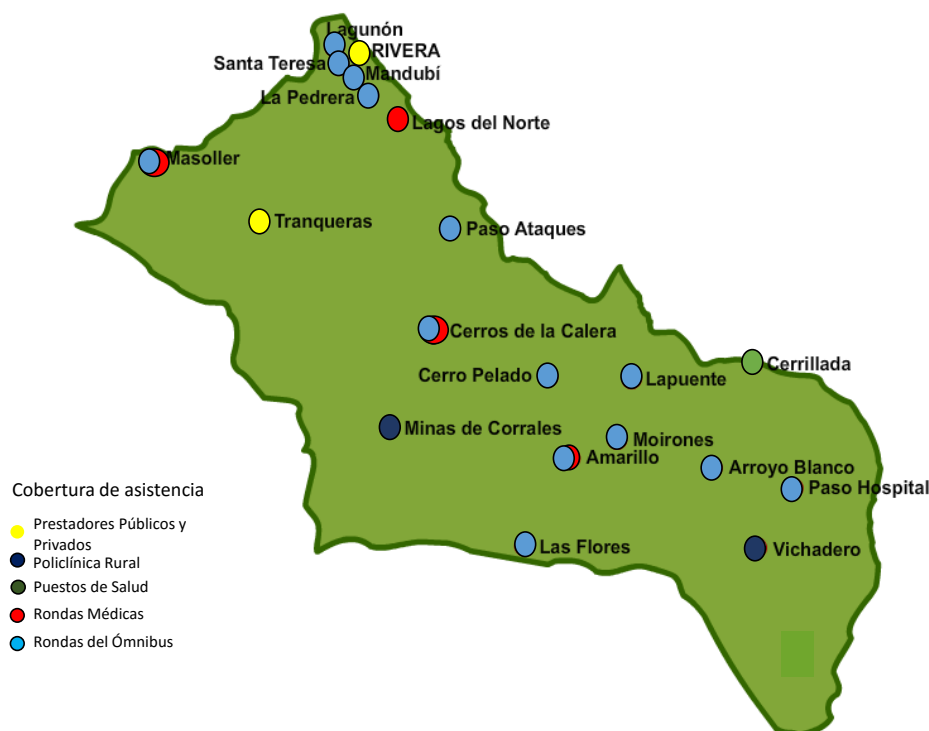 Lagunón
RIVERA
Santa Teresa
Mandubí
La Pedrera
Lagos del Norte
Masoller
Tranqueras
Paso Ataques
Cerros de la Calera
Cerrillada
Cerro Pelado
Lapuente
Minas de Corrales
Moirones
Amarillo
Arroyo Blanco
Paso Hospital
Las Flores
Vichadero
Cobertura de asistencia
Prestadores Públicos y
Privados
Policlínica Rural
Puestos de Salud
Rondas Médicas
Rondas del Ómnibus